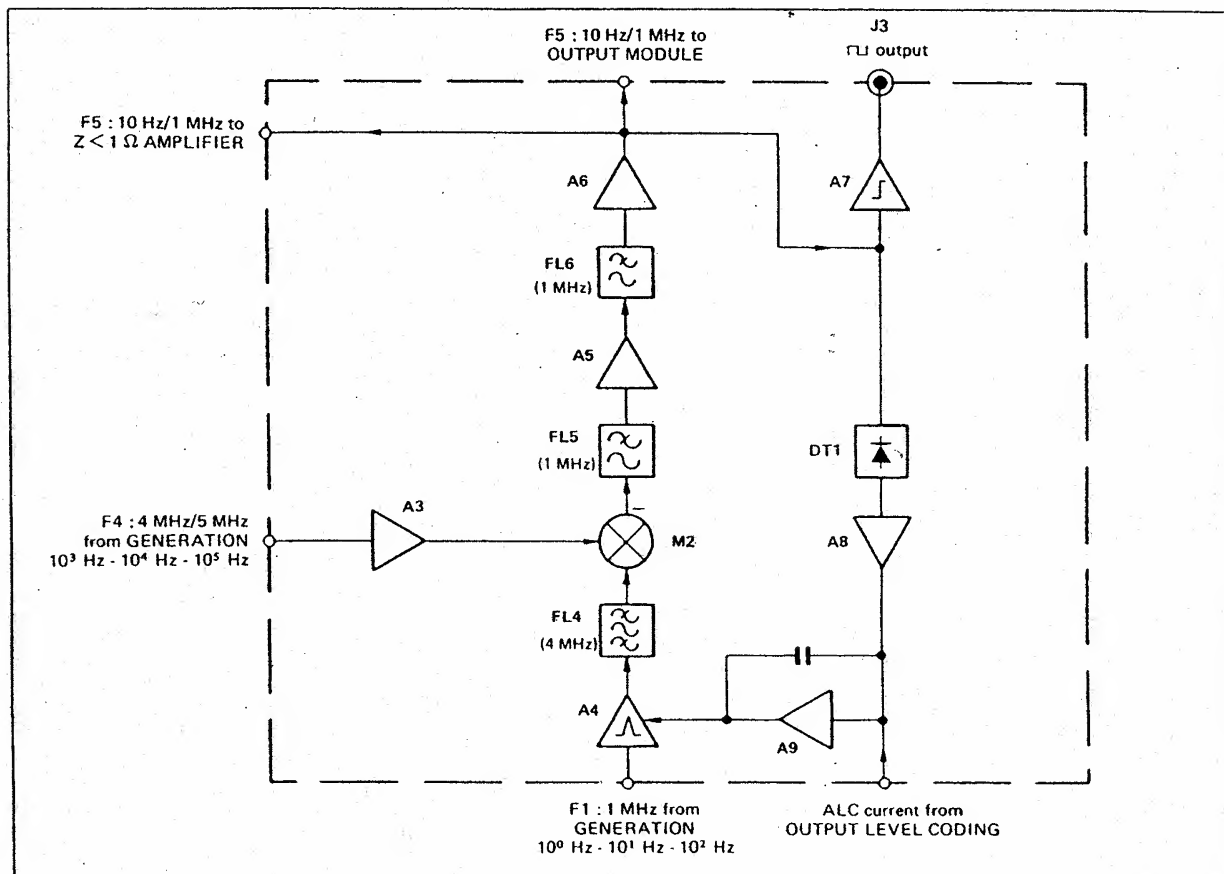 F5 : 10 Hz/1 MHz to
OUTPUT MODULE
J3
output
F5 : 10 Hz/1 MHz to
Z < 1 Ω AMPLIFIER
A6
A7
FL6
(1 MHz)
A5
FL5
(1 MHz)
DT1
A3
F4 : 4 MHz/5 MHz
from GENERATION
10³ Hz - 10⁴ Hz - 10⁵ Hz
–
M2
A8
FL4
(4 MHz)
A4
A9
F1 : 1 MHz from
GENERATION
10⁰ Hz - 10¹ Hz - 10² Hz
ALC current from
OUTPUT LEVEL CODING